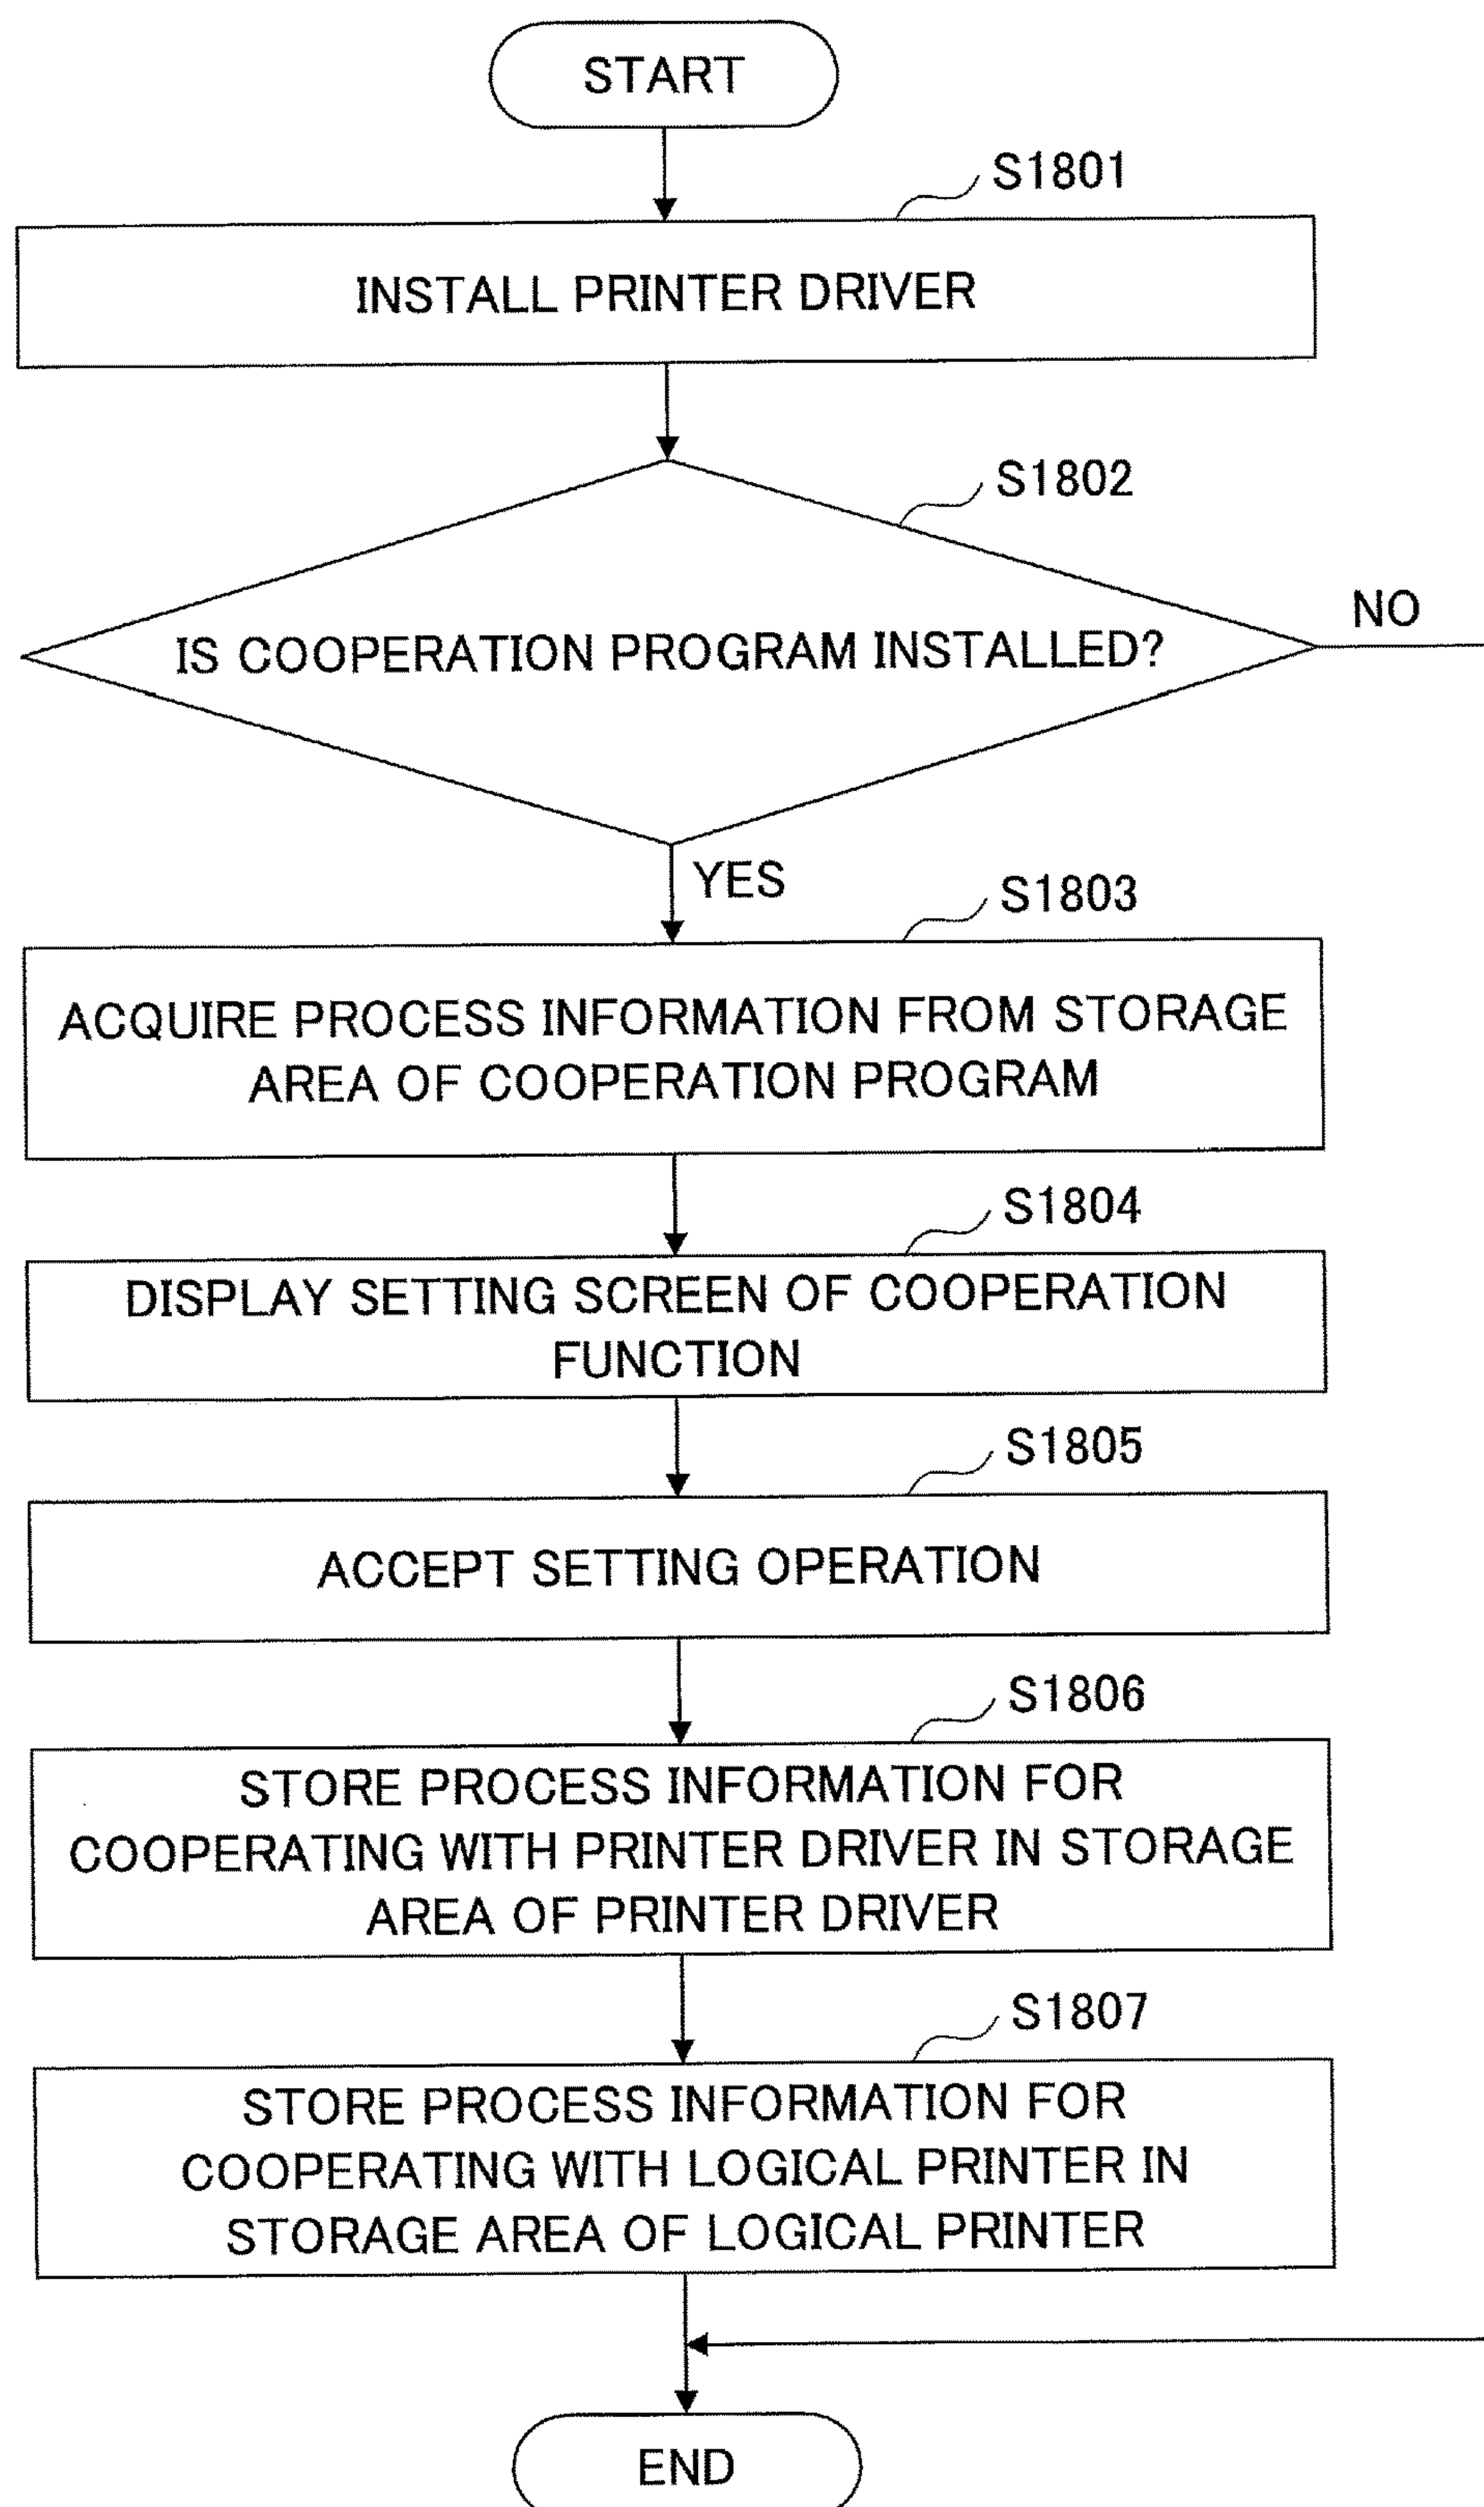 START
S1801
INSTALL PRINTER DRIVER
S1802
IS COOPERATION PROGRAM INSTALLED?
NO
YES
S1803
ACQUIRE PROCESS INFORMATION FROM STORAGE
AREA OF COOPERATION PROGRAM
S1804
DISPLAY SETTING SCREEN OF COOPERATION
FUNCTION
S1805
ACCEPT SETTING OPERATION
S1806
STORE PROCESS INFORMATION FOR
COOPERATING WITH PRINTER DRIVER IN STORAGE
AREA OF PRINTER DRIVER
S1807
STORE PROCESS INFORMATION FOR
COOPERATING WITH LOGICAL PRINTER IN
STORAGE AREA OF LOGICAL PRINTER
END